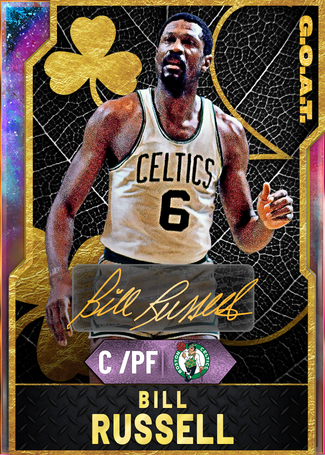 G.O.A.T.
CELTICS
6
Bill Russell
C /PF
BILL
RUSSELL